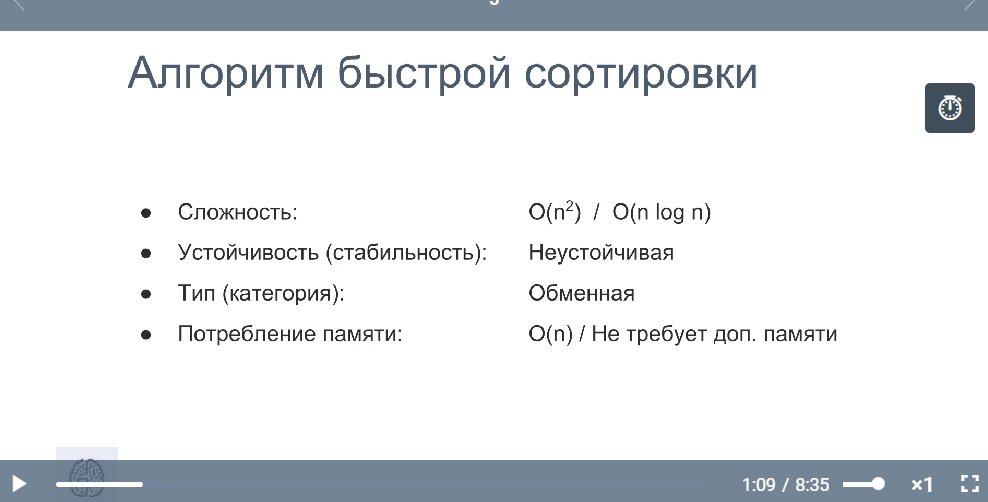 Алгоритм быстрой сортировки
● Сложность: O(n²) / O(n log n)
● Устойчивость (стабильность): Неустойчивая
● Тип (категория): Обменная
● Потребление памяти: O(n) / Не требует доп. памяти
1:09 / 8:35 ×1